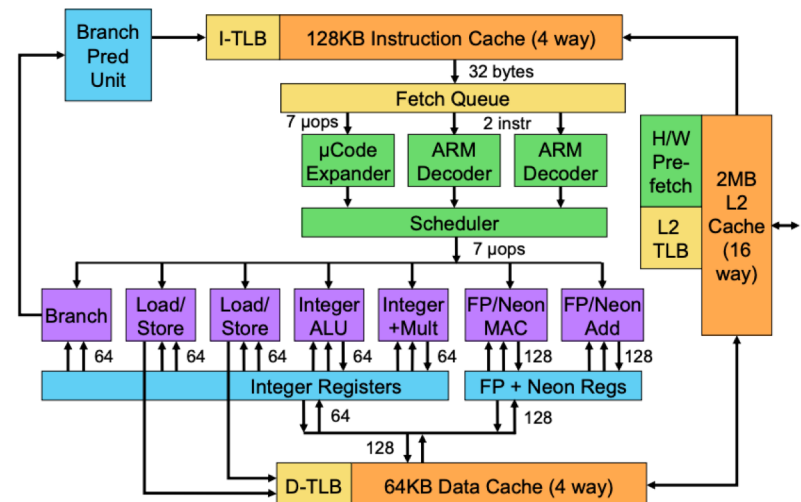 Branch
Pred
Unit
I-TLB
128KB Instruction Cache (4 way)
32 bytes
Fetch Queue
7 µops
2 instr
µCode
Expander
ARM
Decoder
ARM
Decoder
H/W
Pre-
fetch
L2
TLB
2MB
L2
Cache
(16
way)
Scheduler
7 µops
Branch
Load/
Store
Load/
Store
Integer
ALU
Integer
+Mult
FP/Neon
MAC
FP/Neon
Add
64
64
64
64
64
128
128
Integer Registers
FP + Neon Regs
64
128
128
D-TLB
64KB Data Cache (4 way)